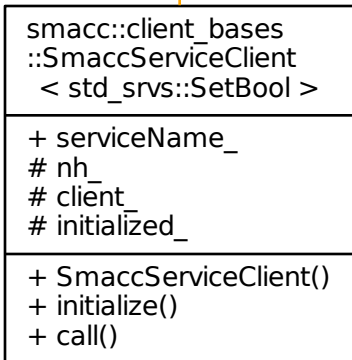 smacc::client_bases
::SmaccServiceClient
< std_srvs::SetBool >
+ serviceName_
# nh_
# client_
# initialized_
+ SmaccServiceClient()
+ initialize()
+ call()